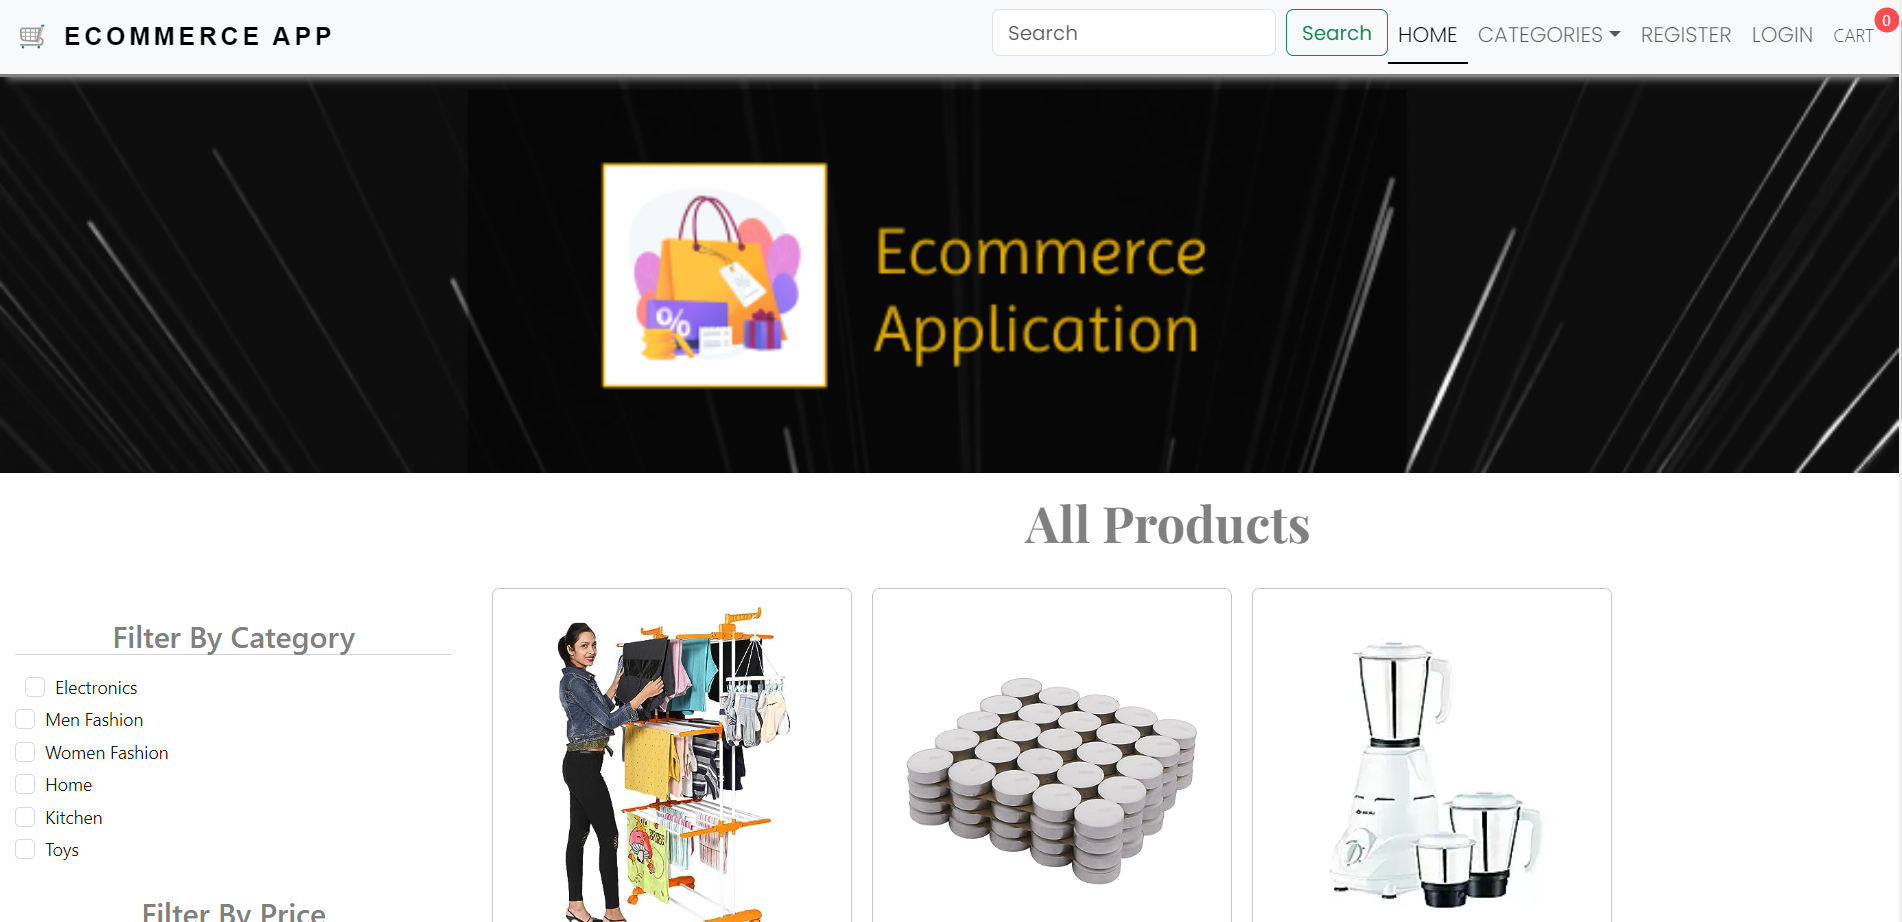 ECOMMERCE APP
Search
Search
HOME
CATEGORIES
REGISTER
LOGIN
CART
0
%
Ecommerce
Application
All Products
Filter By Category
Electronics
Men Fashion
Women Fashion
Home
Kitchen
Toys
Filter By Price